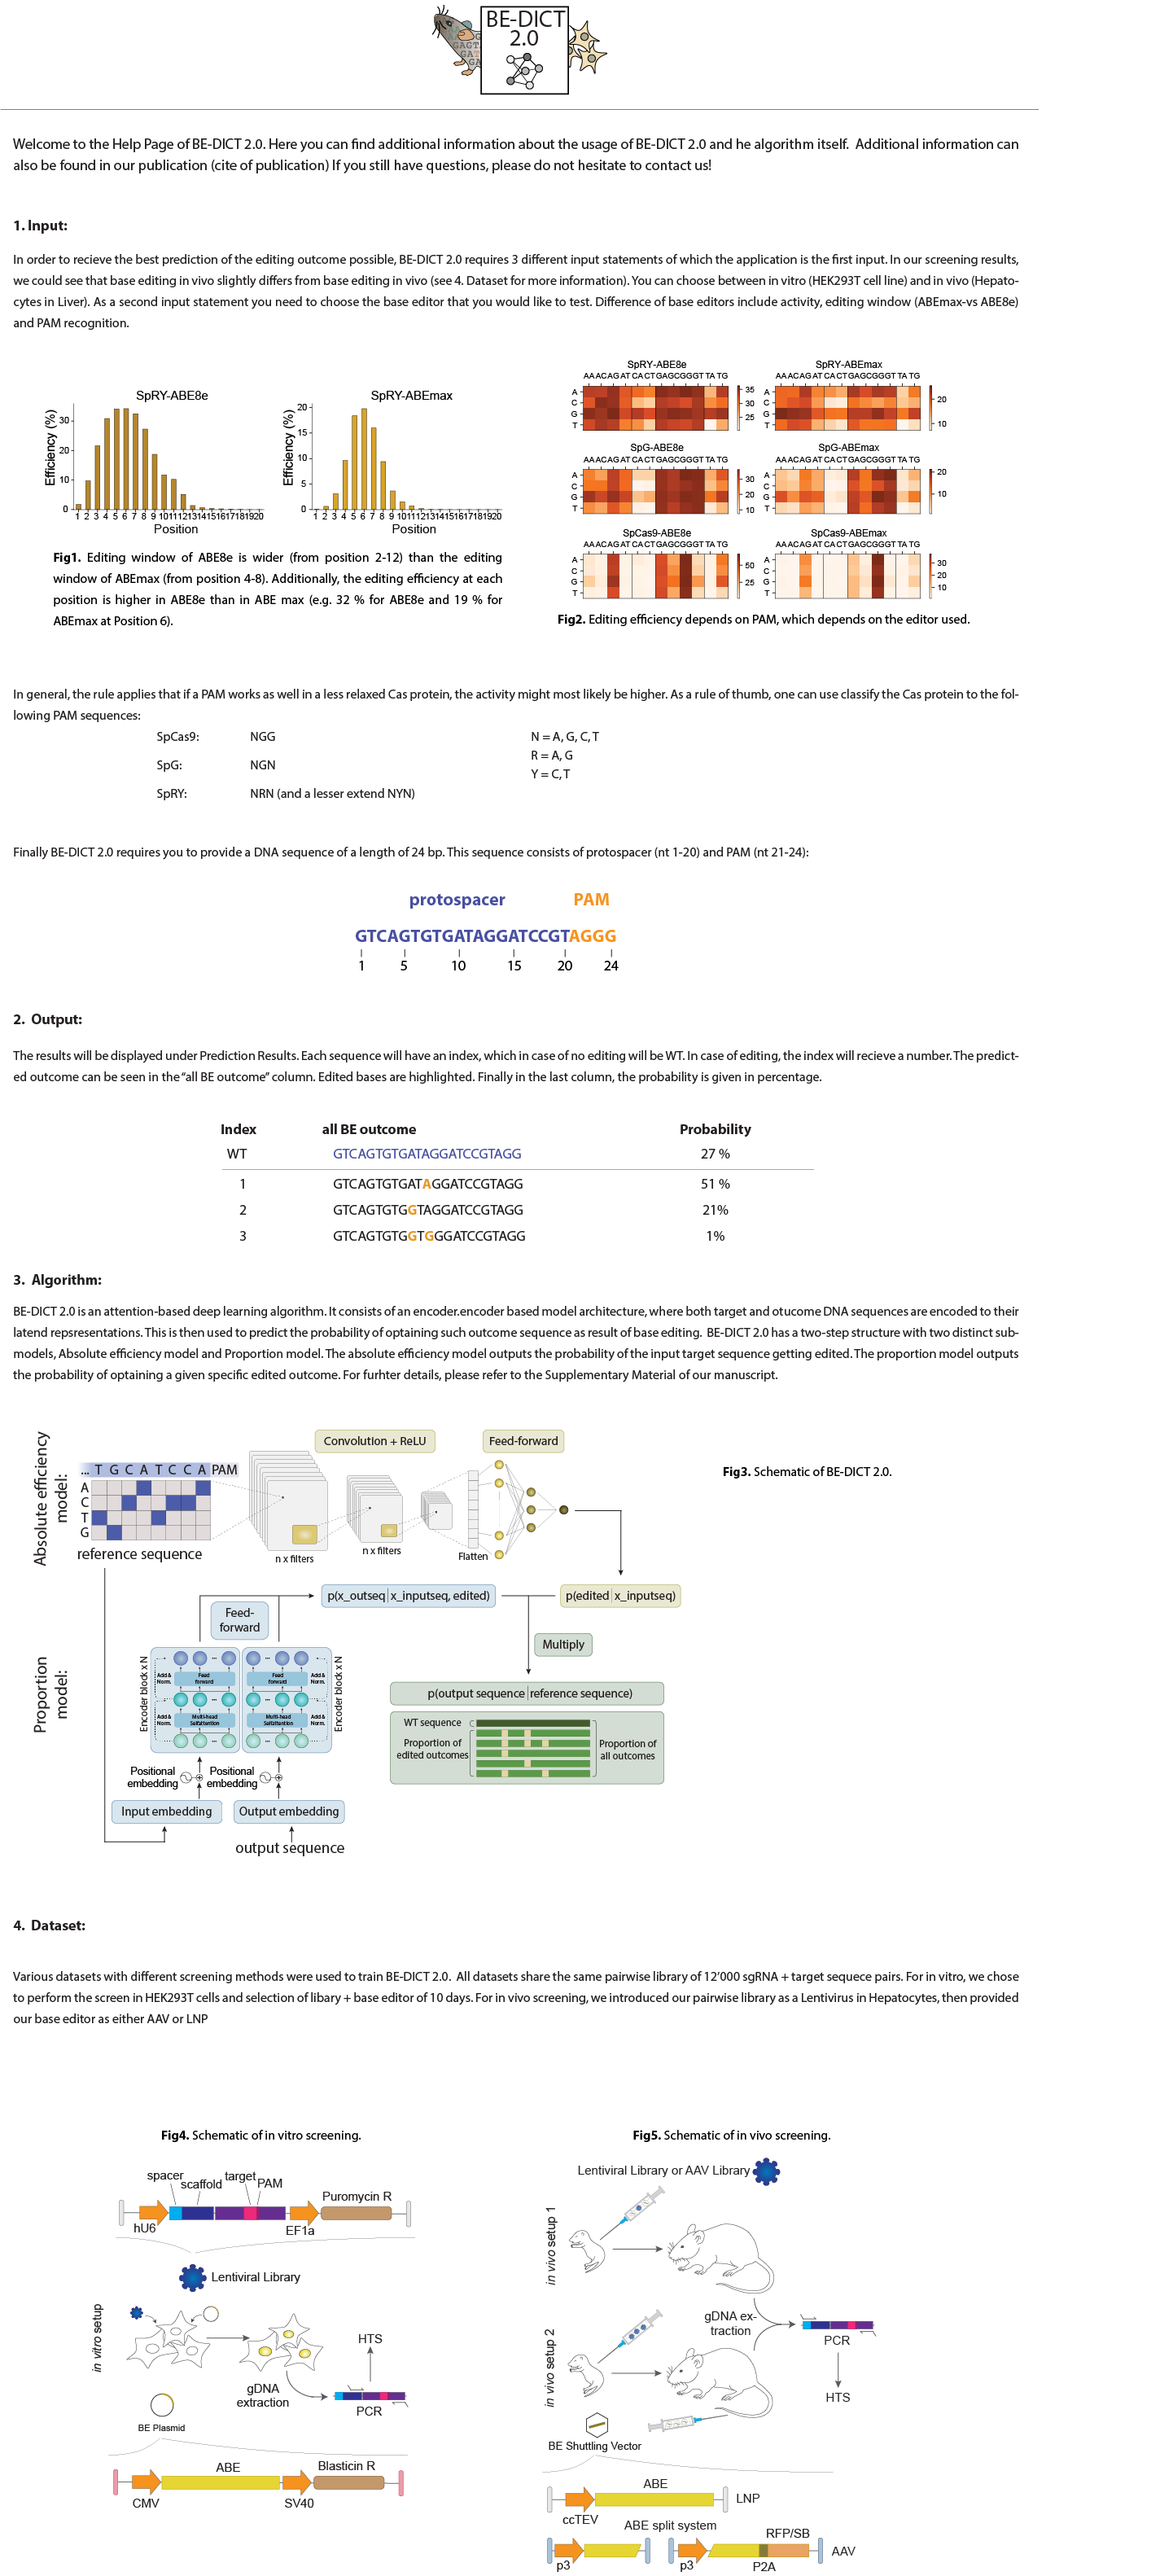 BE-DICT
2.0
GAGT
GAT
GA
Welcome to the Help Page of BE-DICT 2.0. Here you can find additional information about the usage of BE-DICT 2.0 and he algorithm itself. Additional information can
also be found in our publication (cite of publication) If you still have questions, please do not hesitate to contact us!
1. Input:
In order to recieve the best prediction of the editing outcome possible, BE-DICT 2.0 requires 3 different input statements of which the application is the first input. In our screening results,
we could see that base editing in vivo slightly differs from base editing in vivo (see 4. Dataset for more information). You can choose between in vitro (HEK293T cell line) and in vivo (Hepato-
cytes in Liver). As a second input statement you need to choose the base editor that you would like to test. Difference of base editors include activity, editing window (ABEmax-vs ABE8e)
and PAM recognition.
SpRY-ABE8e
Efficiency (%)
30
20
10
0
1 2 3 4 5 6 7 8 9 1011121314151617181920
Position
SpRY-ABEmax
Efficiency (%)
20
15
10
5
0
1 2 3 4 5 6 7 8 9 1011121314151617181920
Position
Fig1. Editing window of ABE8e is wider (from position 2-12) than the editing
window of ABEmax (from position 4-8). Additionally, the editing efficiency at each
position is higher in ABE8e than in ABE max (e.g. 32 % for ABE8e and 19 % for
ABEmax at Position 6).
SpRY-ABE8e
AAACAGATCACTGAGCGGGTTATG
A
C
G
T
35
30
25
SpRY-ABEmax
AAACAGATCACTGAGCGGGTTATG
A
C
G
T
20
10
SpG-ABE8e
AAACAGATCACTGAGCGGGTTATG
A
C
G
T
30
20
10
SpG-ABEmax
AAACAGATCACTGAGCGGGTTATG
A
C
G
T
20
10
SpCas9-ABE8e
AAACAGATCACTGAGCGGGTTATG
A
C
G
T
50
25
SpCas9-ABEmax
AAACAGATCACTGAGCGGGTTATG
A
C
G
T
30
20
10
Fig2. Editing efficiency depends on PAM, which depends on the editor used.
In general, the rule applies that if a PAM works as well in a less relaxed Cas protein, the activity might most likely be higher. As a rule of thumb, one can use classify the Cas protein to the fol-
lowing PAM sequences:
SpCas9: NGG
SpG: NGN
SpRY: NRN (and a lesser extend NYN)
N = A, G, C, T
R = A, G
Y = C, T
Finally BE-DICT 2.0 requires you to provide a DNA sequence of a length of 24 bp. This sequence consists of protospacer (nt 1-20) and PAM (nt 21-24):
protospacer PAM
GTCAGTGTGATAGGATCCGTAGGG
1 5 10 15 20 24
2. Output:
The results will be displayed under Prediction Results. Each sequence will have an index, which in case of no editing will be WT. In case of editing, the index will recieve a number. The predict-
ed outcome can be seen in the "all BE outcome" column. Edited bases are highlighted. Finally in the last column, the probability is given in percentage.
Index all BE outcome Probability
WT GTCAGTGTGATAGGATCCGTAGG 27 %
1 GTCAGTGTGATAGGATCCGTAGG 51 %
2 GTCAGTGTGGTAGGATCCGTAGG 21%
3 GTCAGTGTGGTGGGATCCGTAGG 1%
3. Algorithm:
BE-DICT 2.0 is an attention-based deep learning algorithm. It consists of an encoder.encoder based model architecture, where both target and otucome DNA sequences are encoded to their
latend repsresentations. This is then used to predict the probability of optaining such outcome sequence as result of base editing. BE-DICT 2.0 has a two-step structure with two distinct sub-
models, Absolute efficiency model and Proportion model. The absolute efficiency model outputs the probability of the input target sequence getting edited. The proportion model outputs
the probability of optaining a given specific edited outcome. For furhter details, please refer to the Supplementary Material of our manuscript.
Absolute efficiency
model:
... T G C A T C C A PAM
A
C
T
G
reference sequence
Convolution + ReLU
n x filters
n x filters
Flatten
Feed-forward
Fig3. Schematic of BE-DICT 2.0.
p(x_outseq|x_inputseq, edited)
p(edited|x_inputseq)
Feed-
forward
Multiply
Proportion
model:
Encoder block x N
Add &
Norm.
Feed
forward
Feed
forward
Add &
Norm.
Add &
Norm.
Multi-head
Selfattention
Multi-head
Selfattention
Add &
Norm.
Encoder block x N
p(output sequence|reference sequence)
WT sequence
Proportion of
edited outcomes
Proportion of
all outcomes
Positional
embedding
Positional
embedding
Input embedding
Output embedding
output sequence
4. Dataset:
Various datasets with different screening methods were used to train BE-DICT 2.0. All datasets share the same pairwise library of 12'000 sgRNA + target sequece pairs. For in vitro, we chose
to perform the screen in HEK293T cells and selection of libary + base editor of 10 days. For in vivo screening, we introduced our pairwise library as a Lentivirus in Hepatocytes, then provided
our base editor as either AAV or LNP
Fig4. Schematic of in vitro screening.
spacer
scaffold
target
PAM
Puromycin R
hU6
EF1a
Lentiviral Library
in vitro setup
HTS
gDNA
extraction
PCR
BE Plasmid
ABE
Blasticin R
CMV
SV40
Fig5. Schematic of in vivo screening.
Lentiviral Library or AAV Library
in vivo setup 1
in vivo setup 2
gDNA ex-
traction
PCR
HTS
BE Shuttling Vector
ABE
LNP
ccTEV
ABE split system
RFP/SB
AAV
p3
p3
P2A